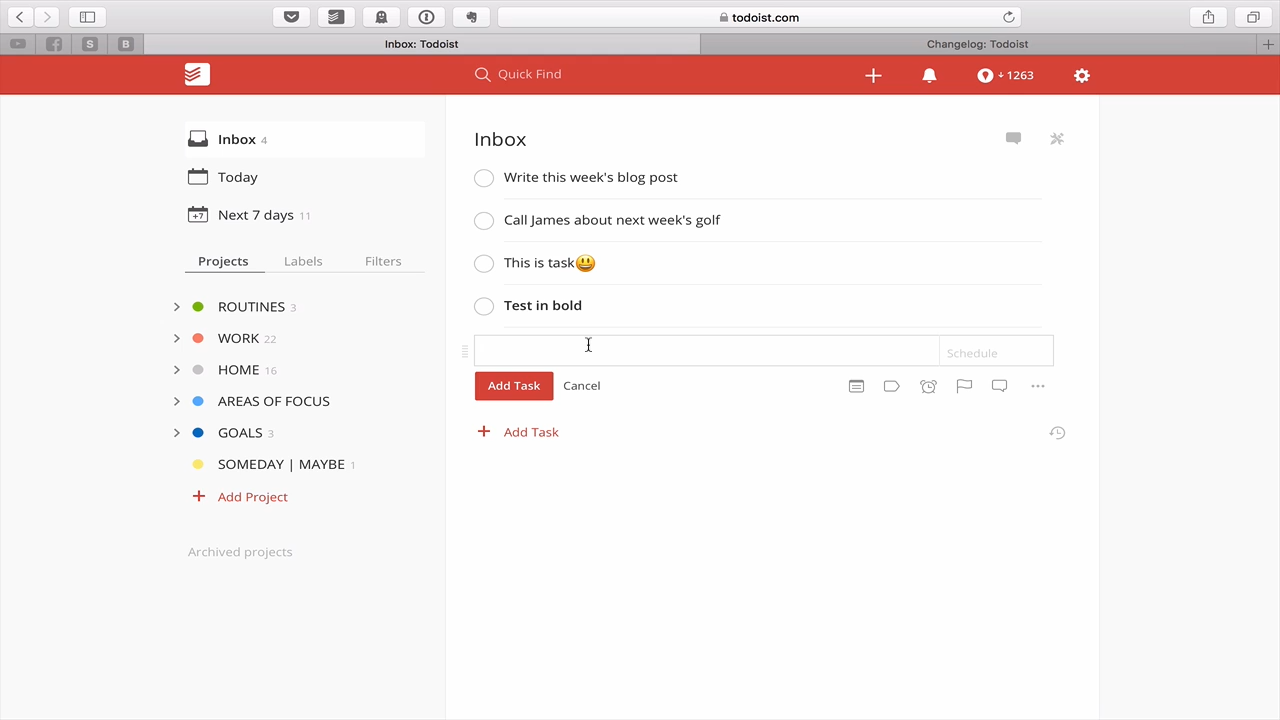 todoist.com
S
B
Inbox: Todoist
Changelog: Todoist
Quick Find
1263
Inbox 4
Today
+7 Next 7 days 11
Projects Labels Filters
ROUTINES 3
WORK 22
HOME 16
AREAS OF FOCUS
GOALS 3
SOMEDAY | MAYBE 1
+ Add Project
Archived projects
Inbox
Write this week's blog post
Call James about next week's golf
This is task😃
Test in bold
Schedule
Add Task Cancel
+ Add Task